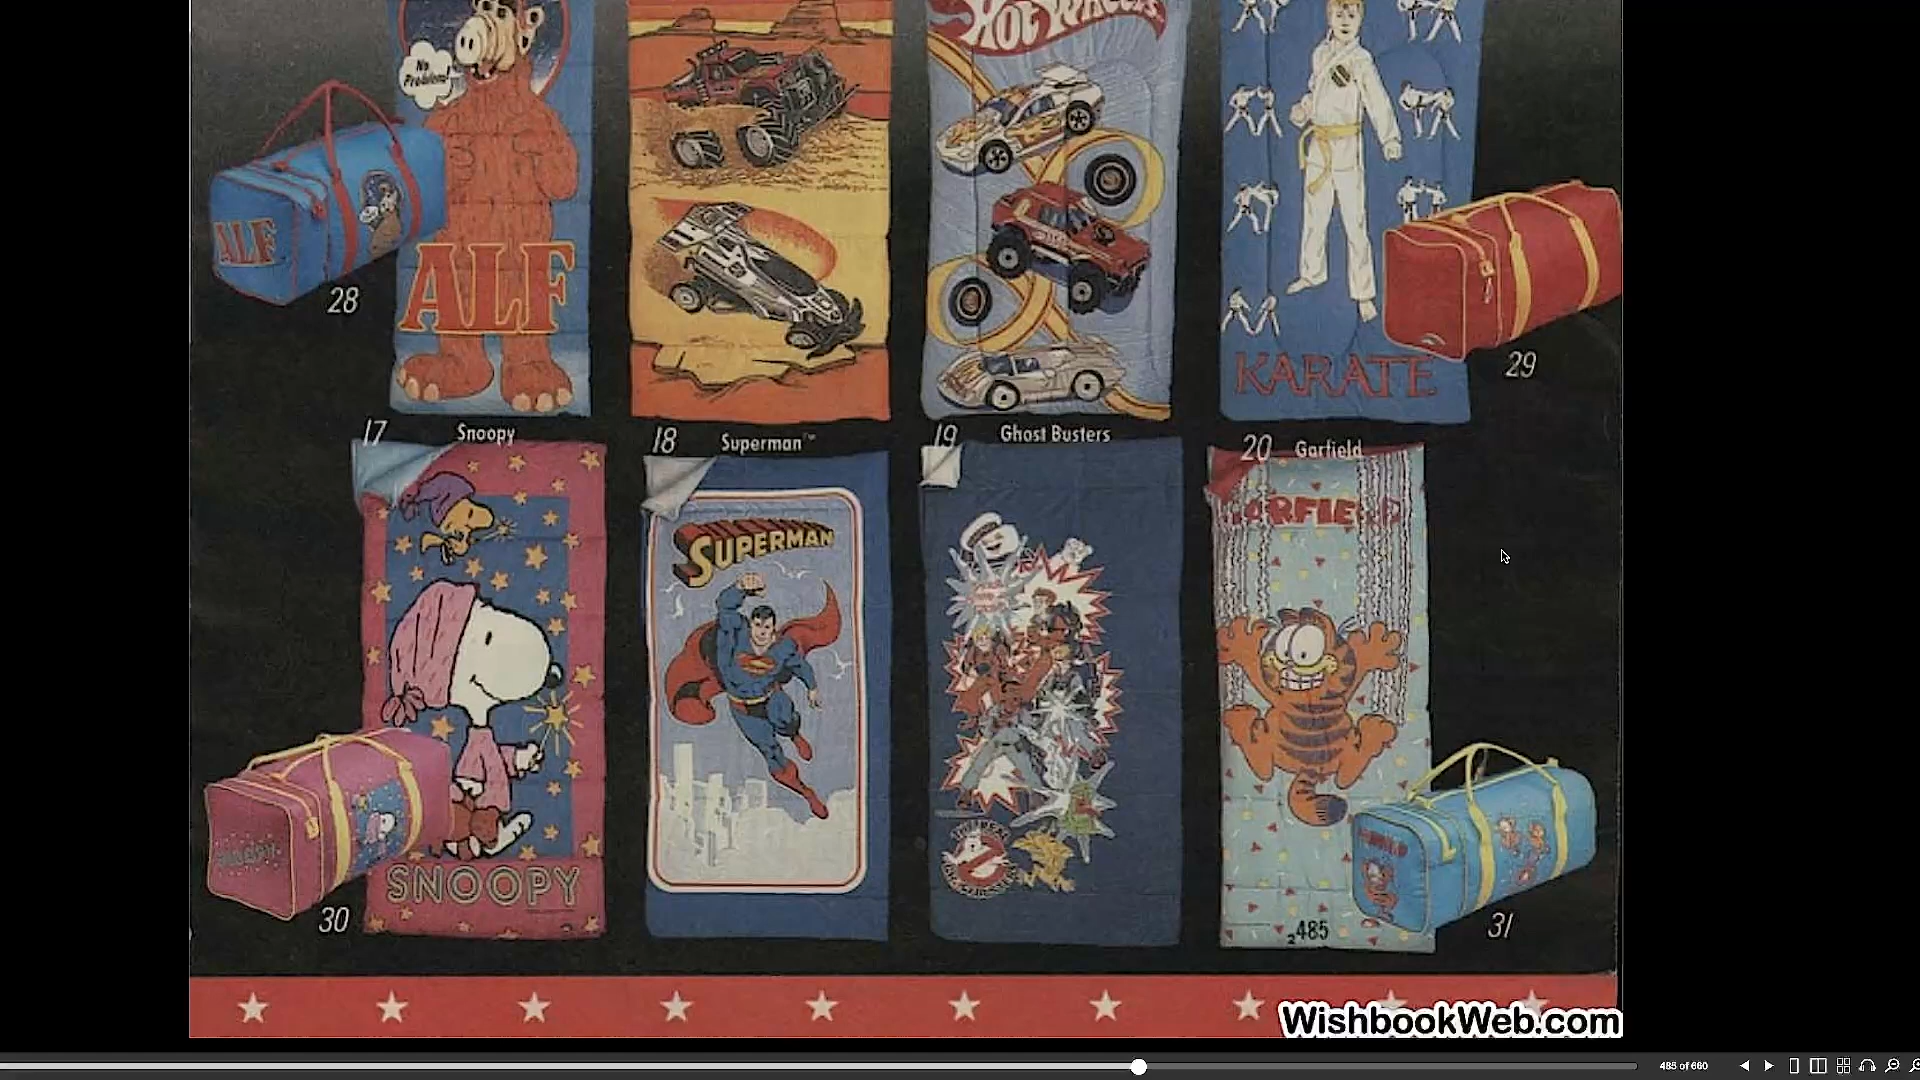 HOT WHEELS
No
Problem!
ALF
ALF
28
KARATE
29
17
Snoopy
18
Superman™
19
Ghost Busters
20
Garfield
GARFIELD
SUPERMAN
SNOOPY
SNOOPY
30
2485
31
WishbookWeb.com
485 of 660